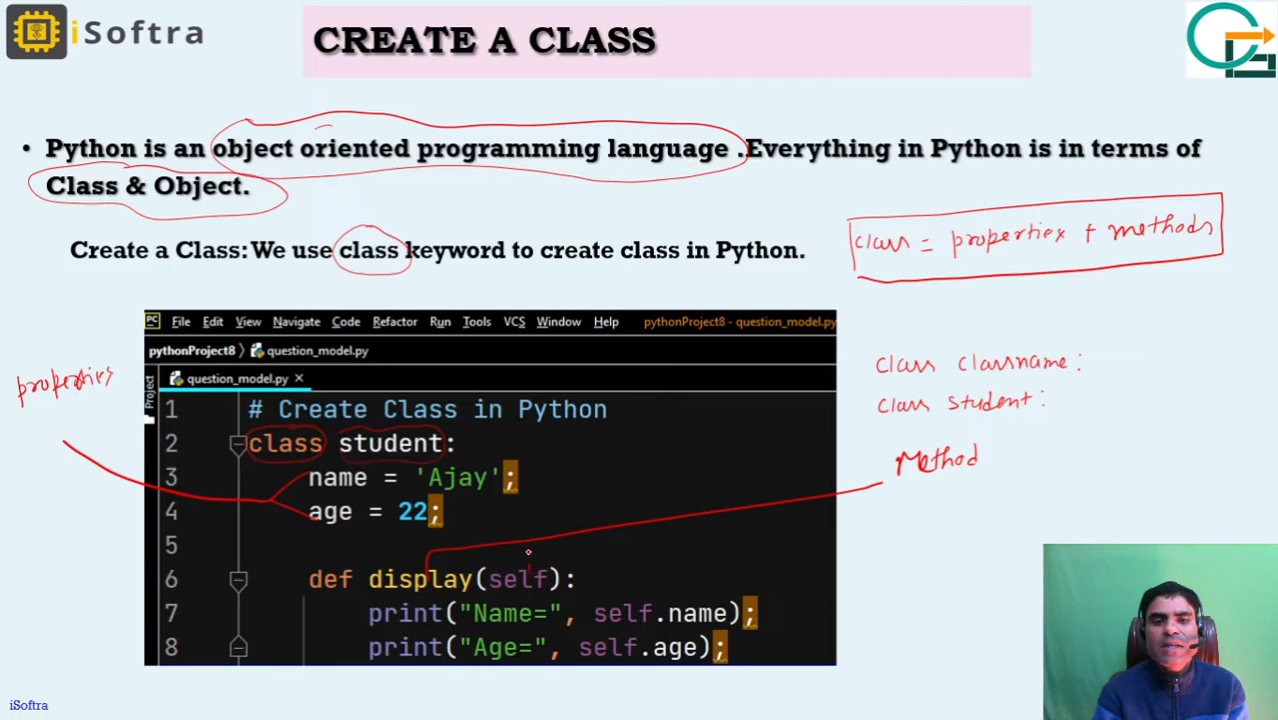 iSoftra
CREATE A CLASS
• Python is an object oriented programming language .Everything in Python is in terms of
Class & Object.
Create a Class: We use class keyword to create class in Python.
class = properties + methods
PC File Edit View Navigate Code Refactor Run Tools VCS Window Help pythonProject8 - question_model.py
pythonProject8 question_model.py
question_model.py ×
Project
properties
class classname:
class student:
Method
1 # Create Class in Python
2 class student:
3 name = 'Ajay';
4 age = 22;
5
6 def display(self):
7 print("Name=", self.name);
8 print("Age=", self.age);
iSoftra